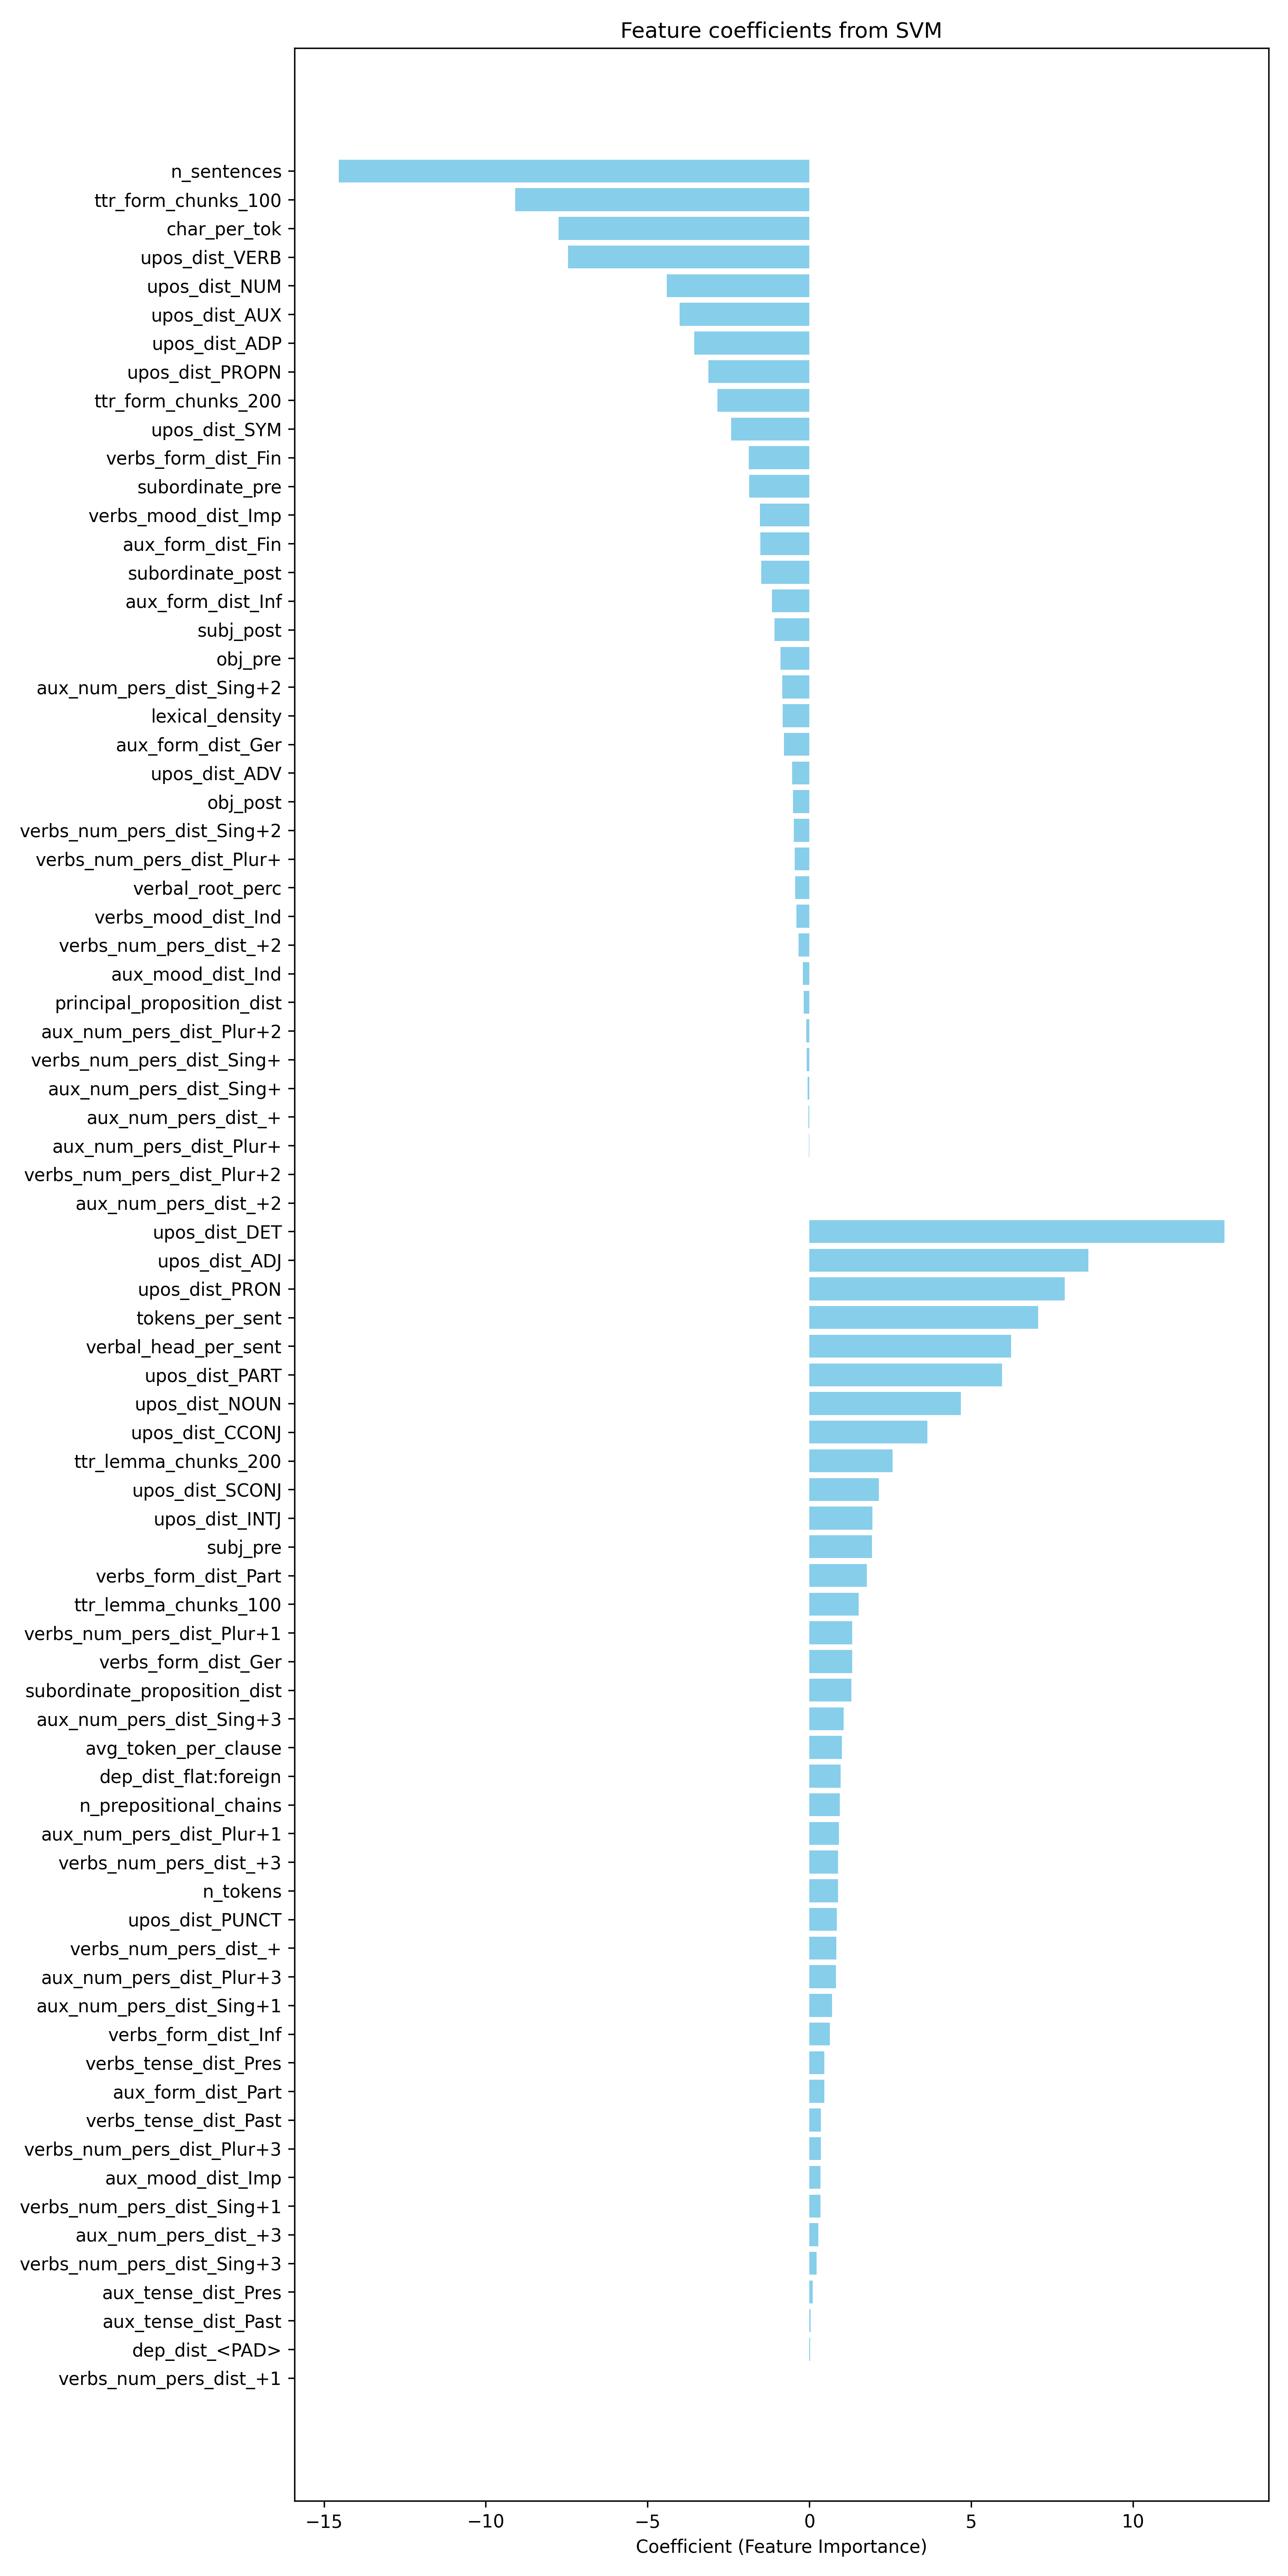 Feature coefficients from SVM
n_sentences
ttr_form_chunks_100
char_per_tok
upos_dist_VERB
upos_dist_NUM
upos_dist_AUX
upos_dist_ADP
upos_dist_PROPN
ttr_form_chunks_200
upos_dist_SYM
verbs_form_dist_Fin
subordinate_pre
verbs_mood_dist_Imp
aux_form_dist_Fin
subordinate_post
aux_form_dist_Inf
subj_post
obj_pre
aux_num_pers_dist_Sing+2
lexical_density
aux_form_dist_Ger
upos_dist_ADV
obj_post
verbs_num_pers_dist_Sing+2
verbs_num_pers_dist_Plur+
verbal_root_perc
verbs_mood_dist_Ind
verbs_num_pers_dist_+2
aux_mood_dist_Ind
principal_proposition_dist
aux_num_pers_dist_Plur+2
verbs_num_pers_dist_Sing+
aux_num_pers_dist_Sing+
aux_num_pers_dist_+
aux_num_pers_dist_Plur+
verbs_num_pers_dist_Plur+2
aux_num_pers_dist_+2
upos_dist_DET
upos_dist_ADJ
upos_dist_PRON
tokens_per_sent
verbal_head_per_sent
upos_dist_PART
upos_dist_NOUN
upos_dist_CCONJ
ttr_lemma_chunks_200
upos_dist_SCONJ
upos_dist_INTJ
subj_pre
verbs_form_dist_Part
ttr_lemma_chunks_100
verbs_num_pers_dist_Plur+1
verbs_form_dist_Ger
subordinate_proposition_dist
aux_num_pers_dist_Sing+3
avg_token_per_clause
dep_dist_flat:foreign
n_prepositional_chains
aux_num_pers_dist_Plur+1
verbs_num_pers_dist_+3
n_tokens
upos_dist_PUNCT
verbs_num_pers_dist_+
aux_num_pers_dist_Plur+3
aux_num_pers_dist_Sing+1
verbs_form_dist_Inf
verbs_tense_dist_Pres
aux_form_dist_Part
verbs_tense_dist_Past
verbs_num_pers_dist_Plur+3
aux_mood_dist_Imp
verbs_num_pers_dist_Sing+1
aux_num_pers_dist_+3
verbs_num_pers_dist_Sing+3
aux_tense_dist_Pres
aux_tense_dist_Past
dep_dist_<PAD>
verbs_num_pers_dist_+1
−15 −10 −5 0 5 10
Coefficient (Feature Importance)